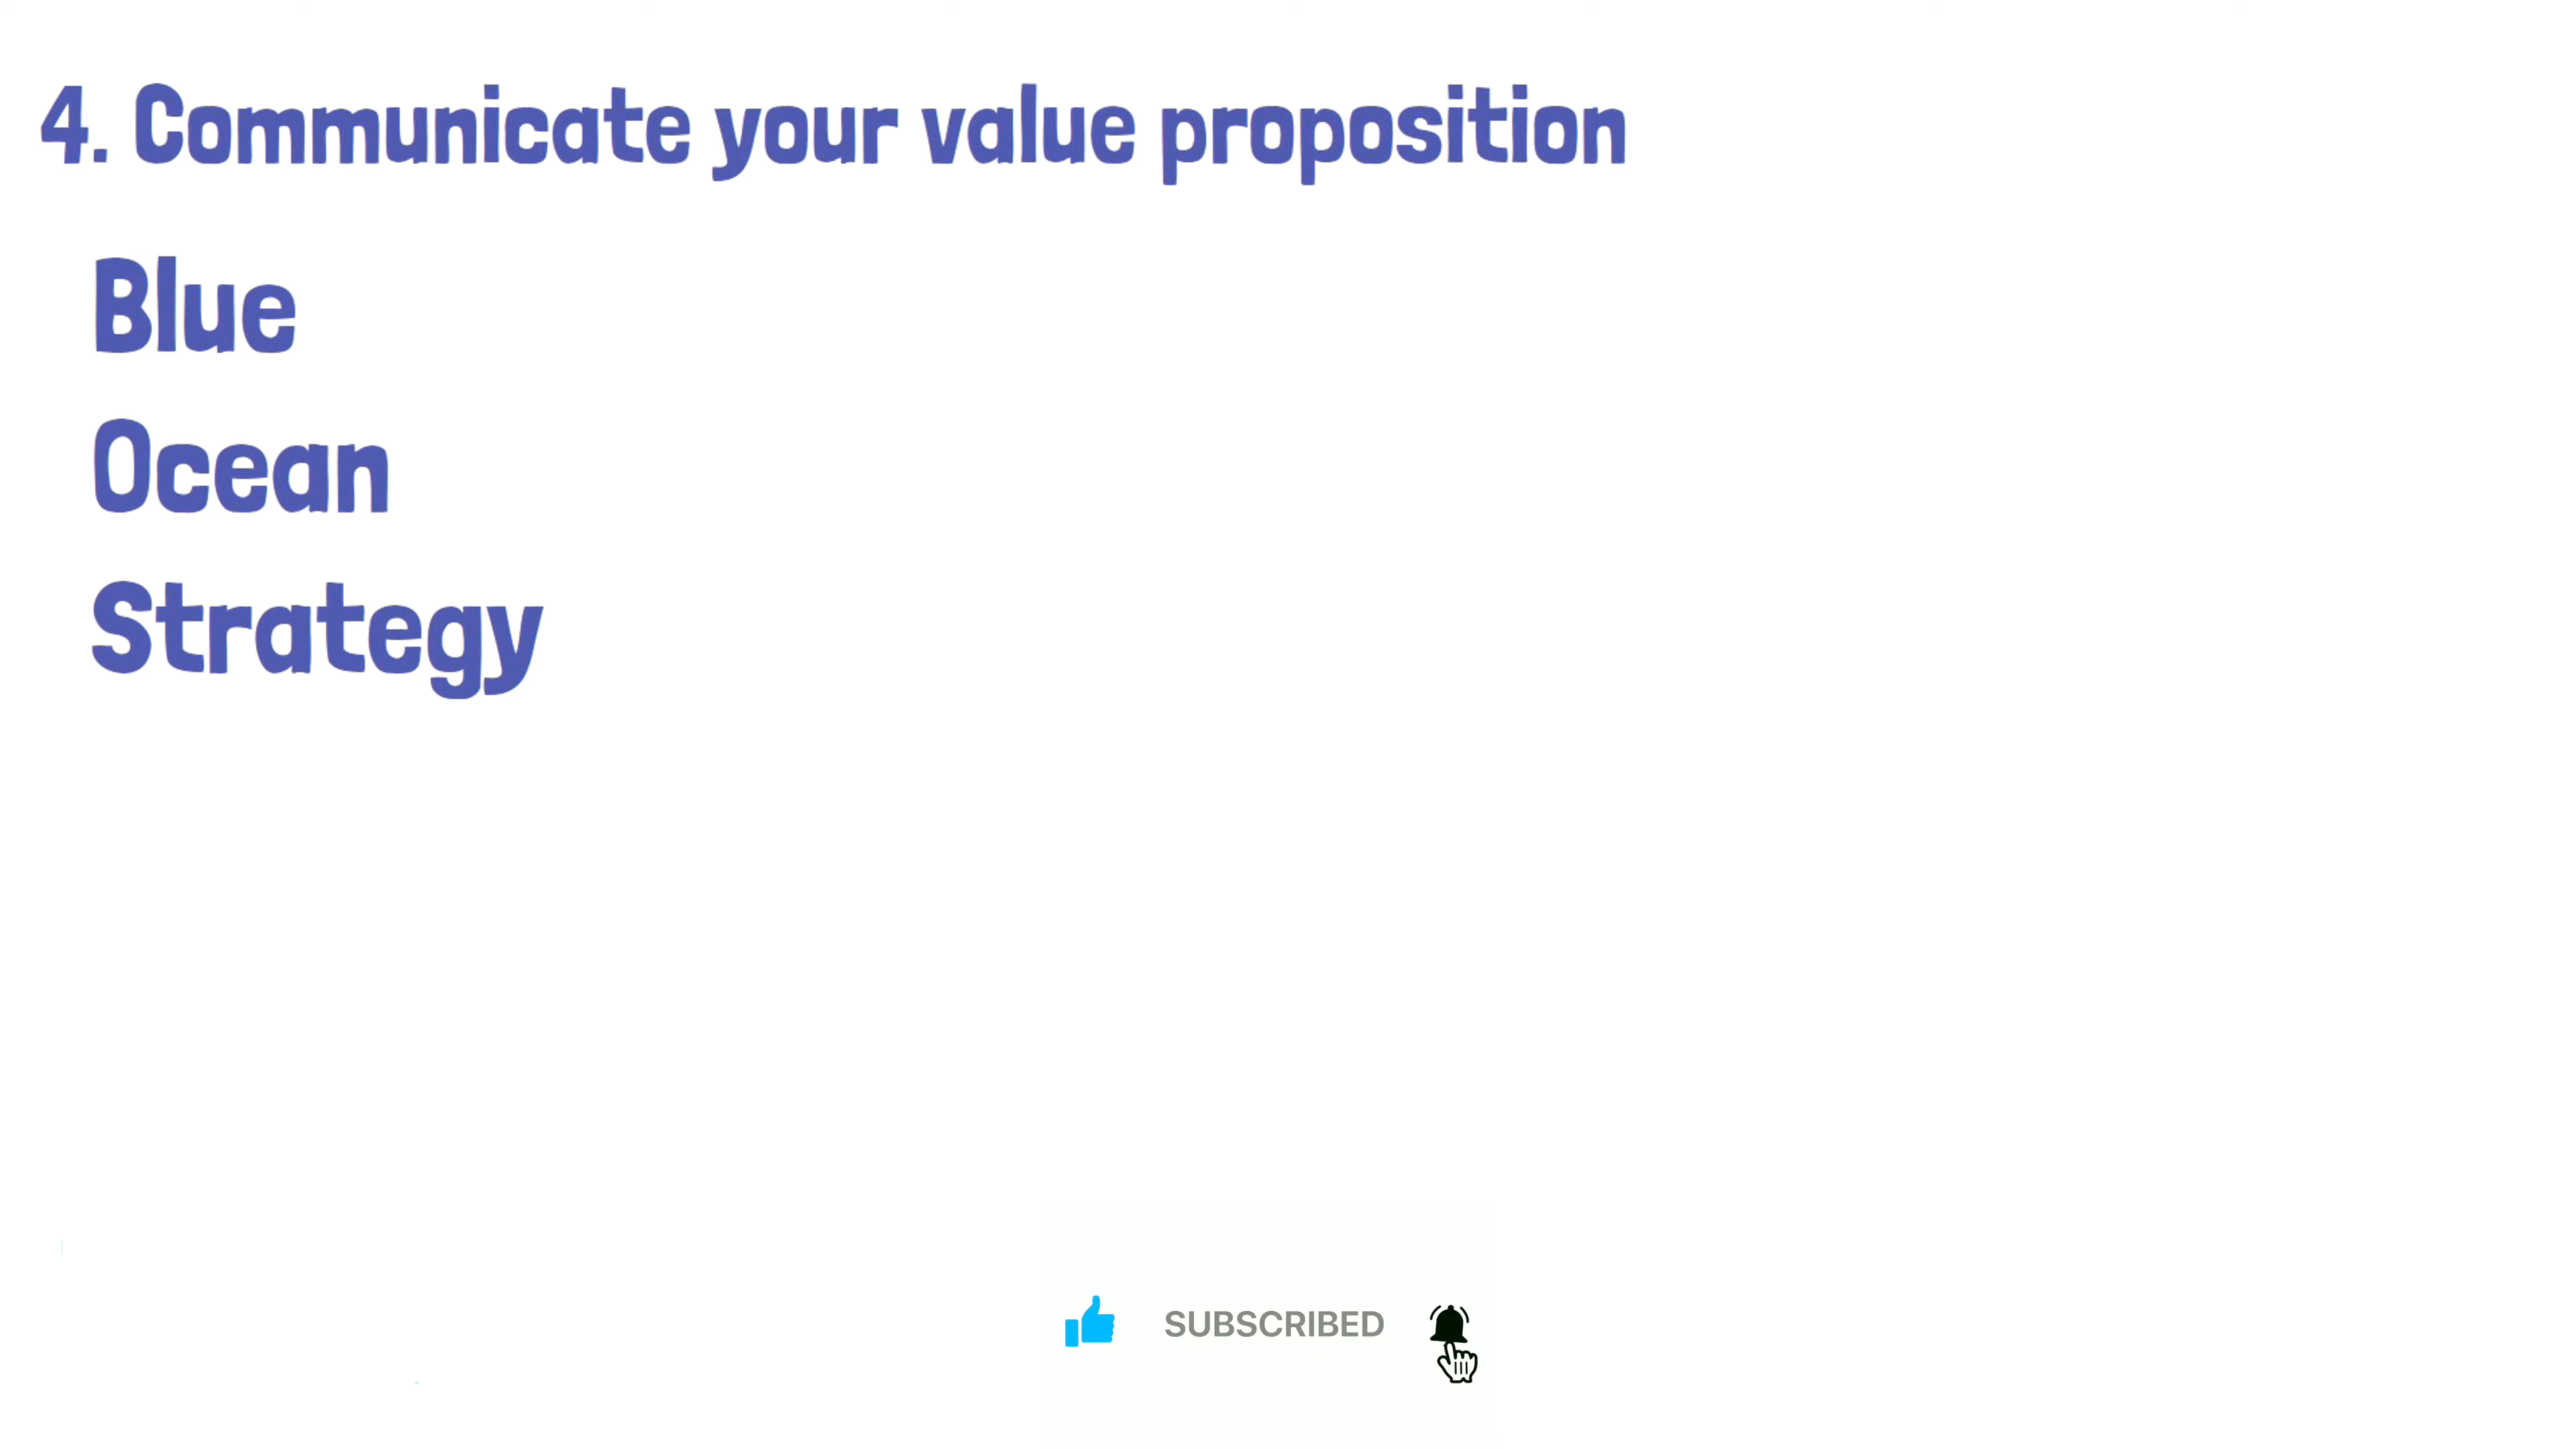 4. Communicate your value proposition
Blue
Ocean
Strategy
SUBSCRIBED